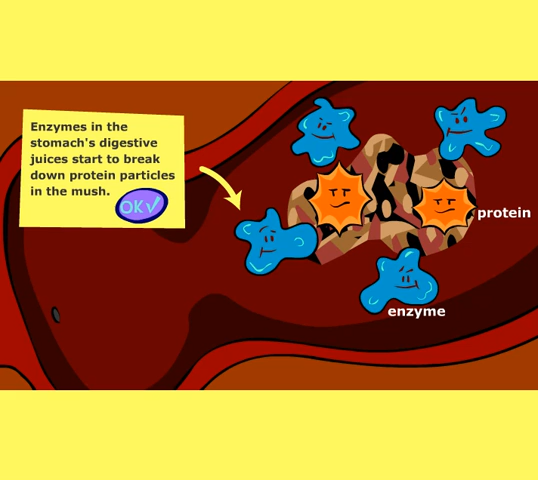 Enzymes in the
stomach's digestive
juices start to break
down protein particles
in the mush.
OK✓
protein
enzyme